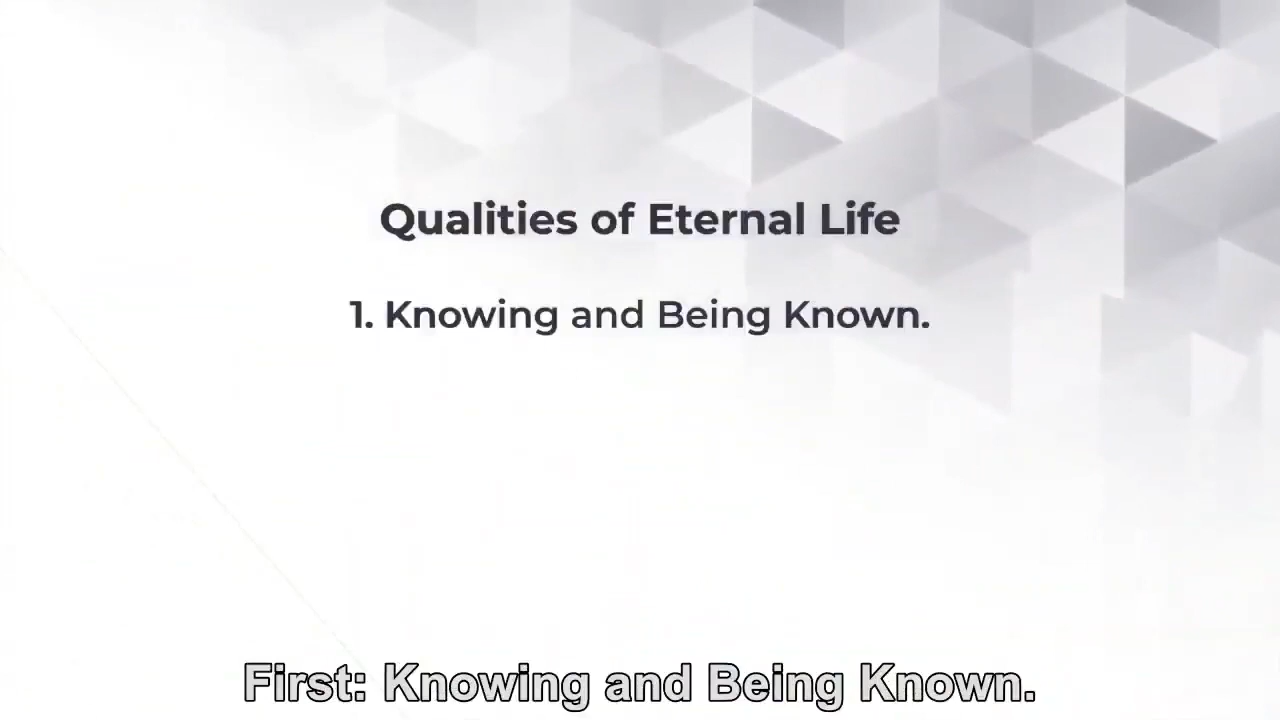 Qualities of Eternal Life
1. Knowing and Being Known.
First: Knowing and Being Known.